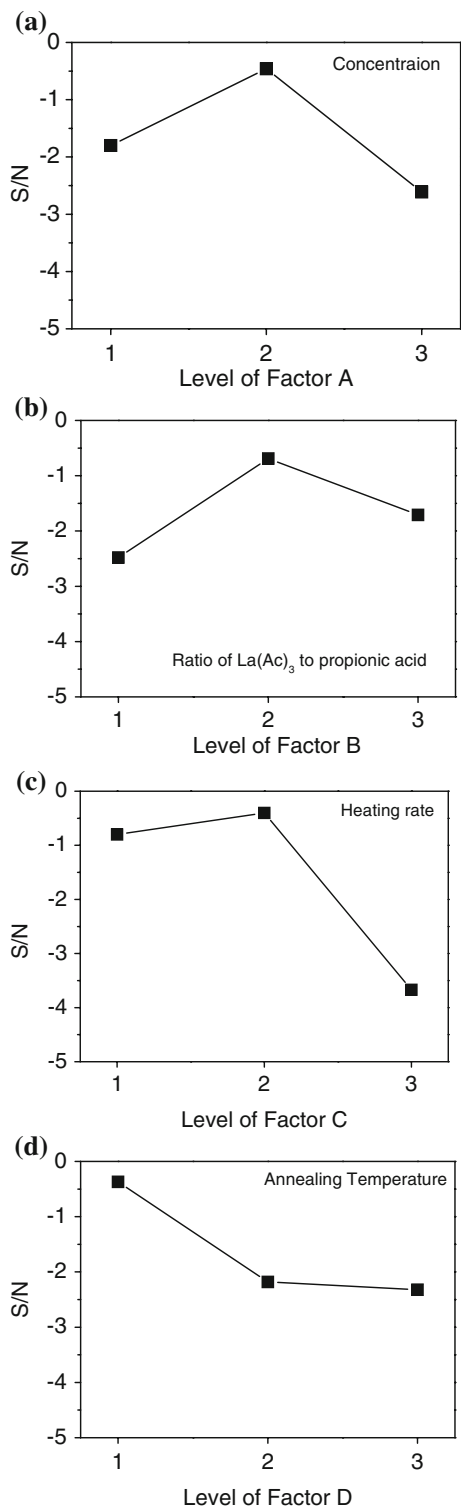 (a)
0
-1
-2
-3
-4
-5
S/N
Concentraion
1 2 3
Level of Factor A
(b)
0
-1
-2
-3
-4
-5
S/N
Ratio of La(Ac)3 to propionic acid
1 2 3
Level of Factor B
(c)
0
-1
-2
-3
-4
-5
S/N
Heating rate
1 2 3
Level of Factor C
(d)
0
-1
-2
-3
-4
-5
S/N
Annealing Temperature
1 2 3
Level of Factor D